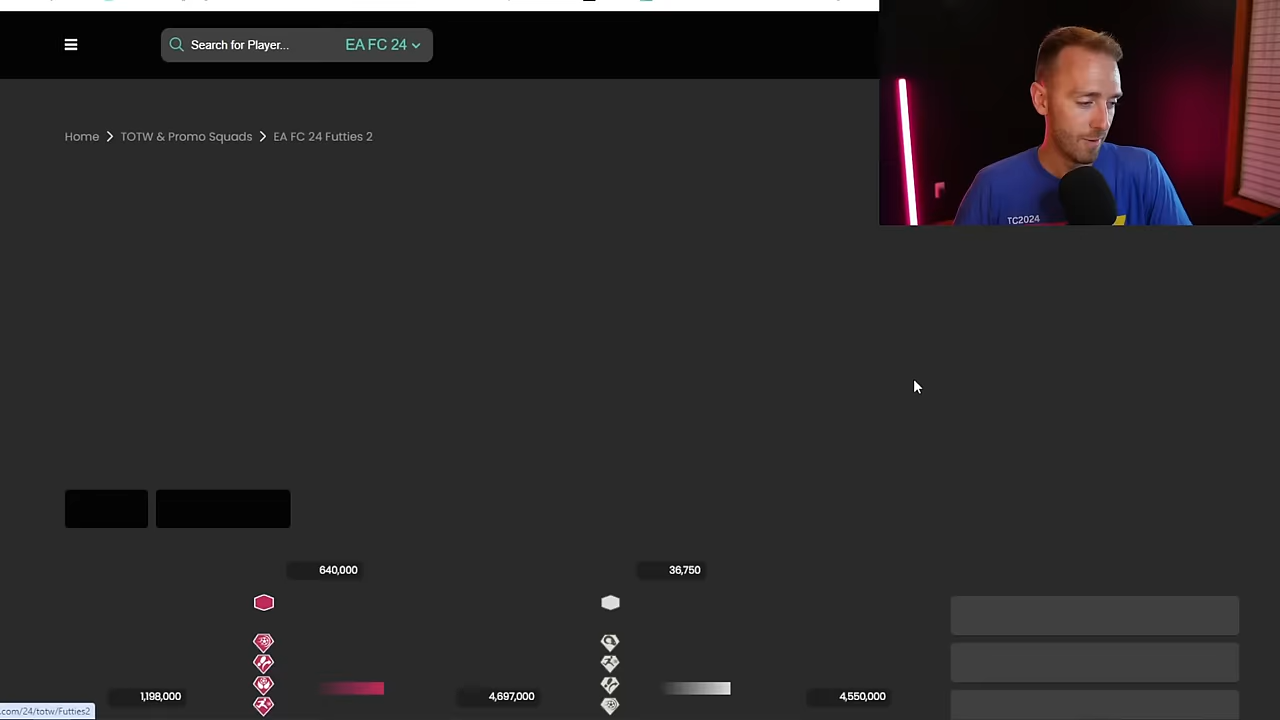 Search for Player...
EA FC 24
Home
TOTW & Promo Squads
EA FC 24 Futties 2
TC2024
640,000
36,750
1,198,000
4,697,000
4,550,000
.com/24/totw/Futties2